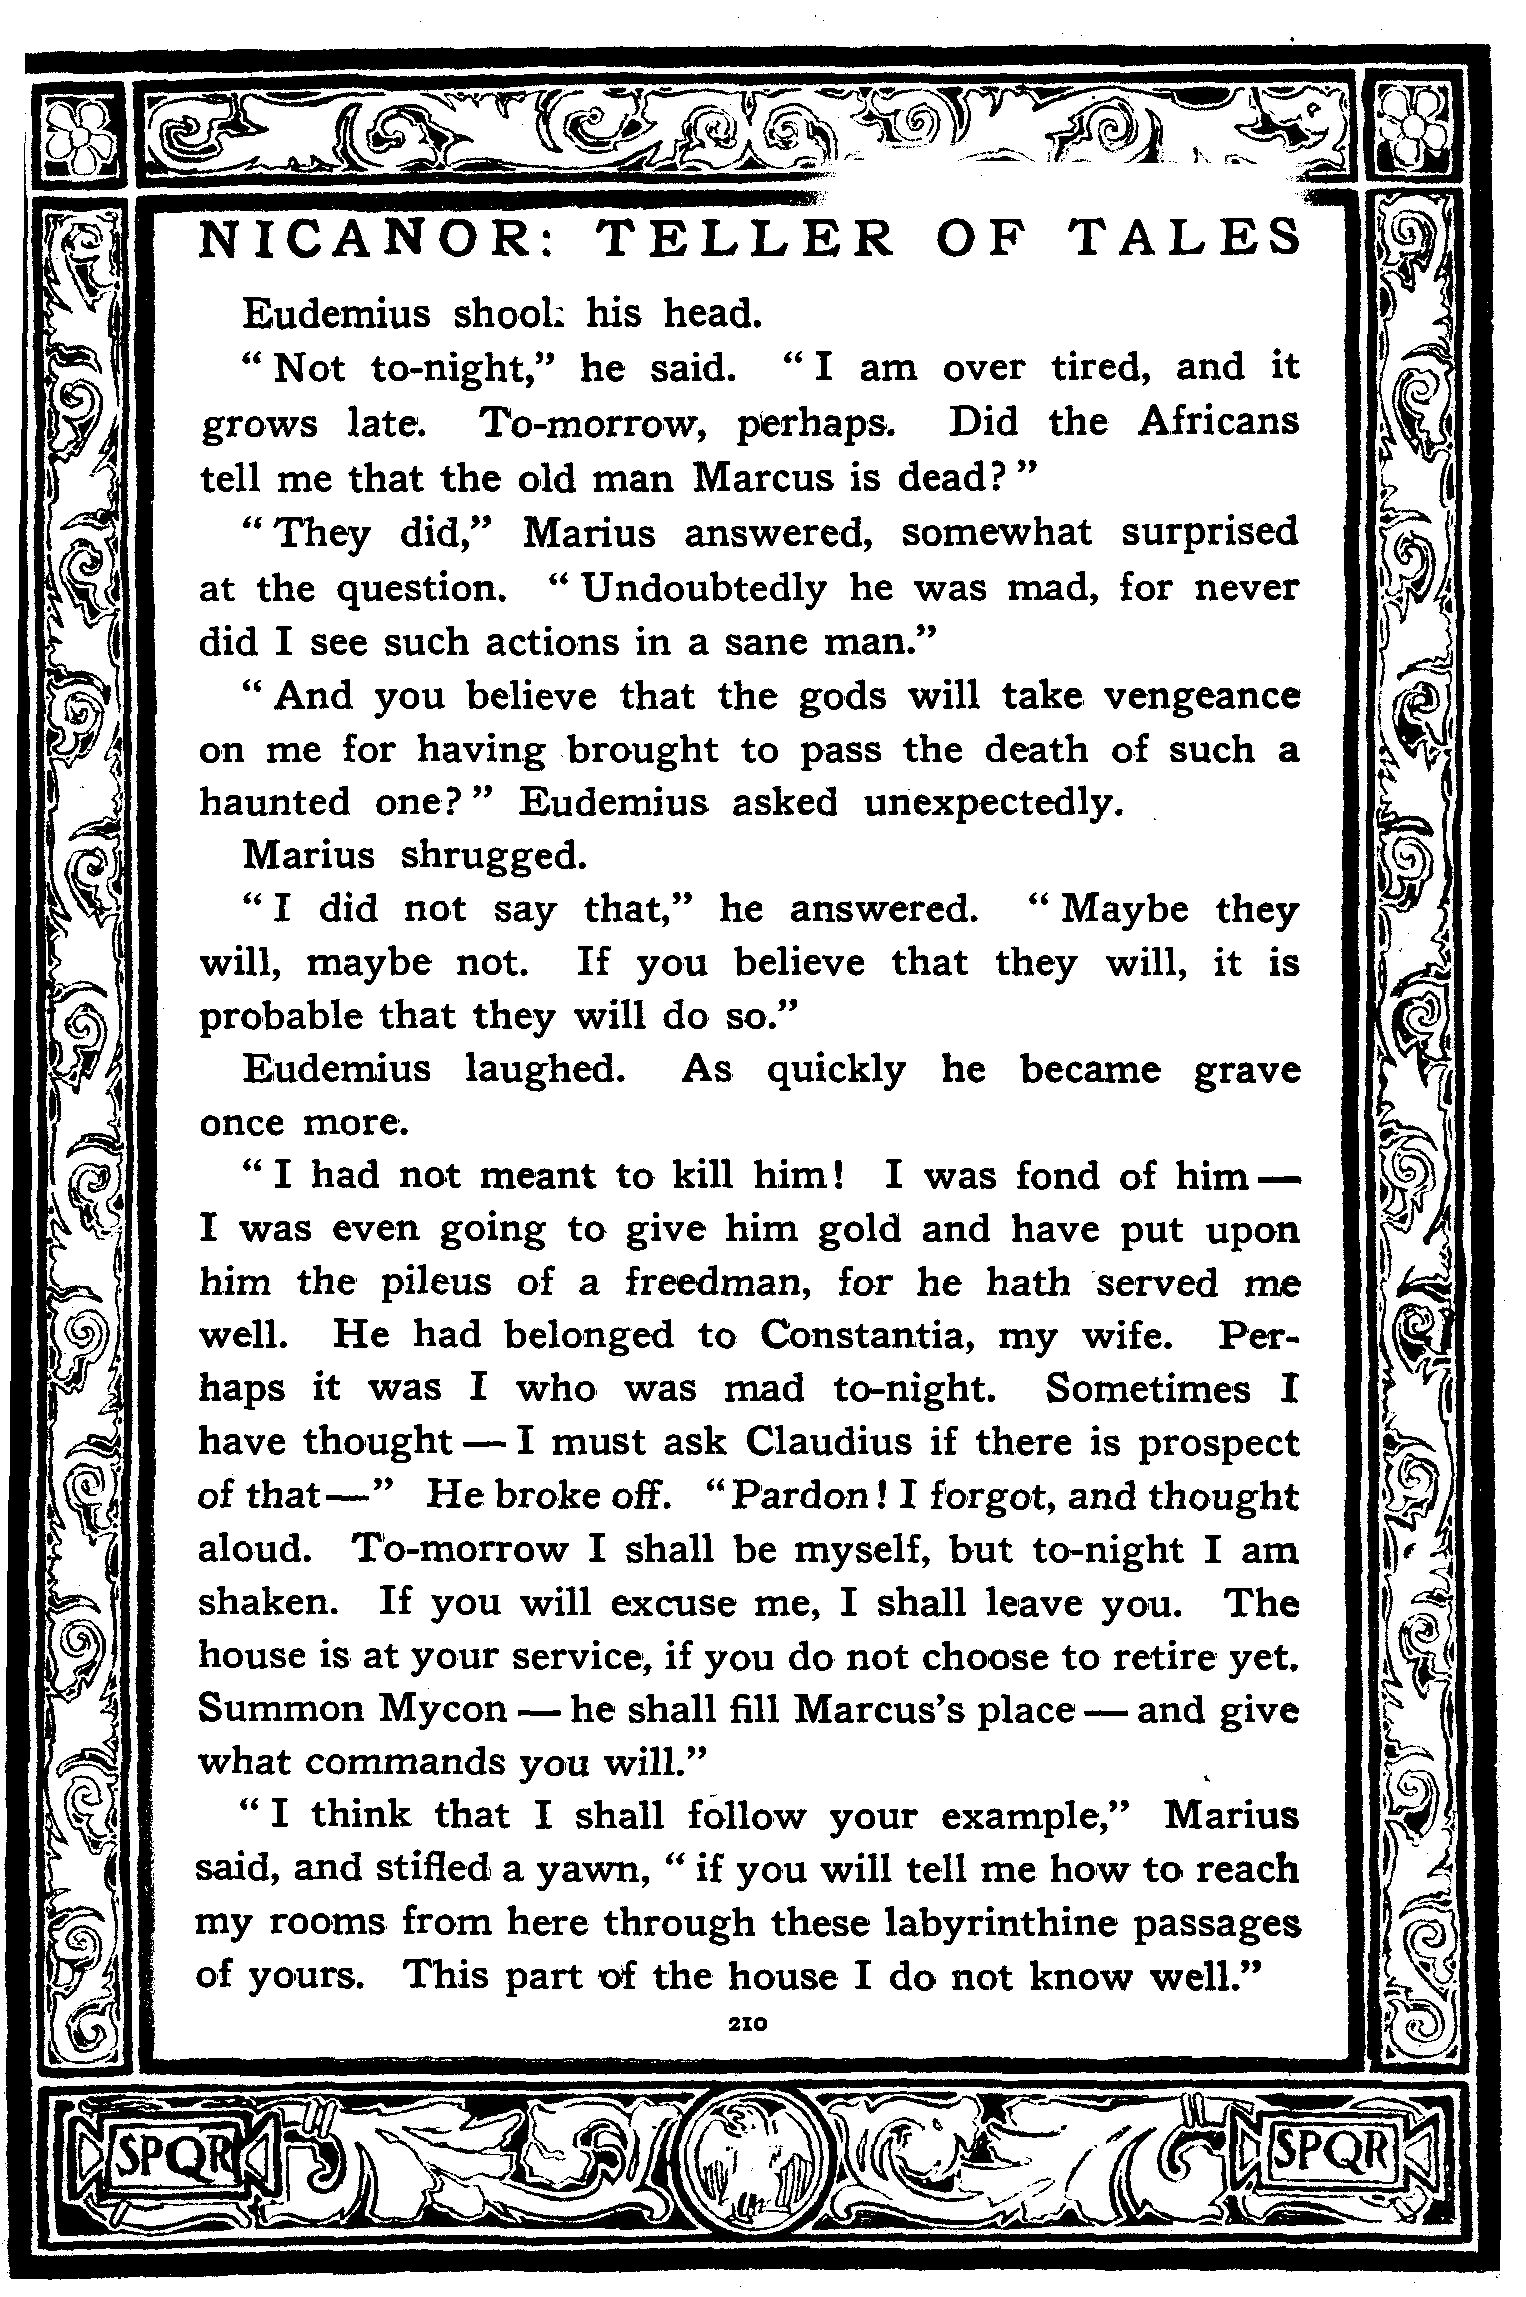 NICANOR: TELLER OF TALES
Eudemius shook his head.
“Not to-night,” he said. “I am over tired, and it
grows late. To-morrow, perhaps. Did the Africans
tell me that the old man Marcus is dead?”
“They did,” Marius answered, somewhat surprised
at the question. “Undoubtedly he was mad, for never
did I see such actions in a sane man.”
“And you believe that the gods will take vengeance
on me for having brought to pass the death of such a
haunted one?” Eudemius asked unexpectedly.
Marius shrugged.
“I did not say that,” he answered. “Maybe they
will, maybe not. If you believe that they will, it is
probable that they will do so.”
Eudemius laughed. As quickly he became grave
once more.
“I had not meant to kill him! I was fond of him—
I was even going to give him gold and have put upon
him the pileus of a freedman, for he hath served me
well. He had belonged to Constantia, my wife. Per-
haps it was I who was mad to-night. Sometimes I
have thought — I must ask Claudius if there is prospect
of that—” He broke off. “Pardon! I forgot, and thought
aloud. To-morrow I shall be myself, but to-night I am
shaken. If you will excuse me, I shall leave you. The
house is at your service, if you do not choose to retire yet.
Summon Mycon — he shall fill Marcus’s place — and give
what commands you will.”
“I think that I shall follow your example,” Marius
said, and stifled a yawn, “if you will tell me how to reach
my rooms from here through these labyrinthine passages
of yours. This part of the house I do not know well.”
210
SPQR SPQR